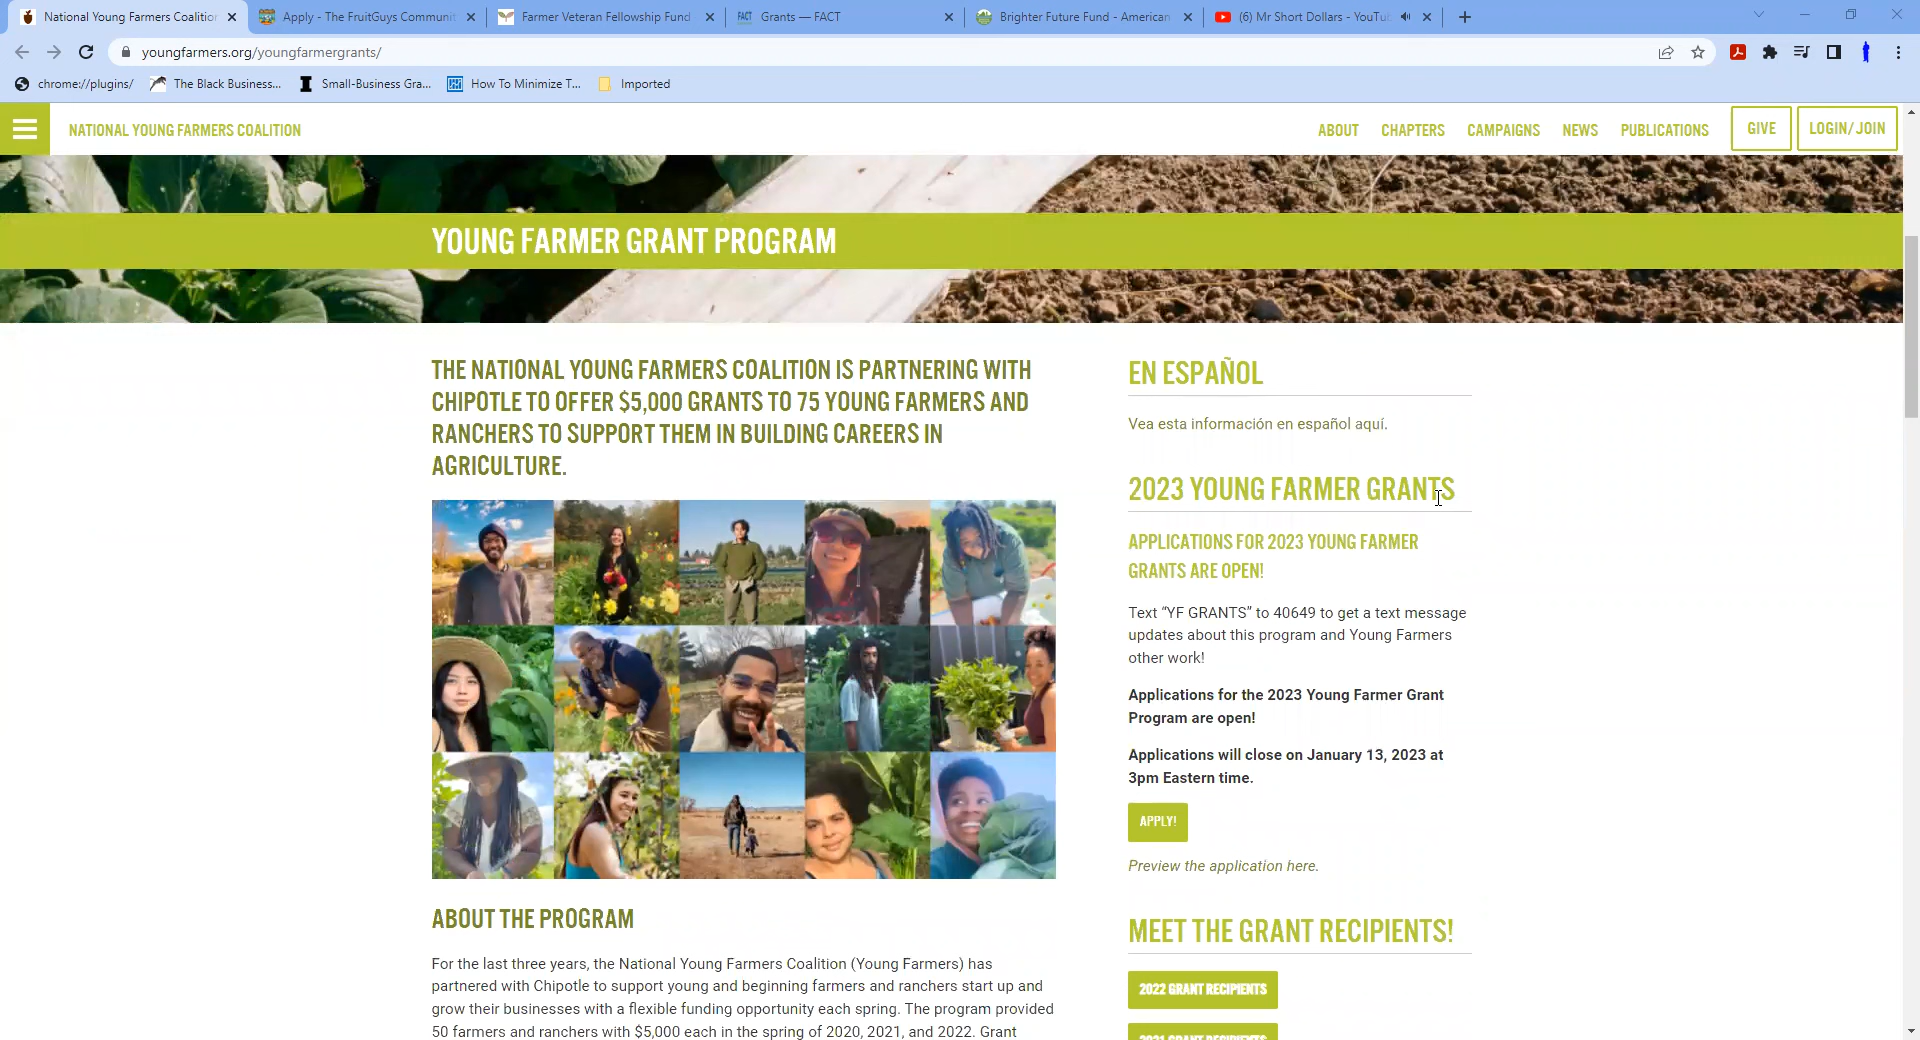 National Young Farmers Coalition
Apply - The FruitGuys Communit
Farmer Veteran Fellowship Fund
FACT Grants — FACT
Brighter Future Fund - American
(6) Mr Short Dollars - YouTu
youngfarmers.org/youngfarmergrants/
chrome://plugins/
The Black Business...
Small-Business Gra...
How To Minimize T...
Imported
NATIONAL YOUNG FARMERS COALITION
ABOUT
CHAPTERS
CAMPAIGNS
NEWS
PUBLICATIONS
GIVE
LOGIN/JOIN
YOUNG FARMER GRANT PROGRAM
THE NATIONAL YOUNG FARMERS COALITION IS PARTNERING WITH
CHIPOTLE TO OFFER $5,000 GRANTS TO 75 YOUNG FARMERS AND
RANCHERS TO SUPPORT THEM IN BUILDING CAREERS IN
AGRICULTURE.
ABOUT THE PROGRAM
For the last three years, the National Young Farmers Coalition (Young Farmers) has
partnered with Chipotle to support young and beginning farmers and ranchers start up and
grow their businesses with a flexible funding opportunity each spring. The program provided
50 farmers and ranchers with $5,000 each in the spring of 2020, 2021, and 2022. Grant
EN ESPAÑOL
Vea esta información en español aquí.
2023 YOUNG FARMER GRANTS
APPLICATIONS FOR 2023 YOUNG FARMER
GRANTS ARE OPEN!
Text “YF GRANTS” to 40649 to get a text message
updates about this program and Young Farmers
other work!
Applications for the 2023 Young Farmer Grant
Program are open!
Applications will close on January 13, 2023 at
3pm Eastern time.
APPLY!
Preview the application here.
MEET THE GRANT RECIPIENTS!
2022 GRANT RECIPIENTS
2021 GRANT RECIPIENTS